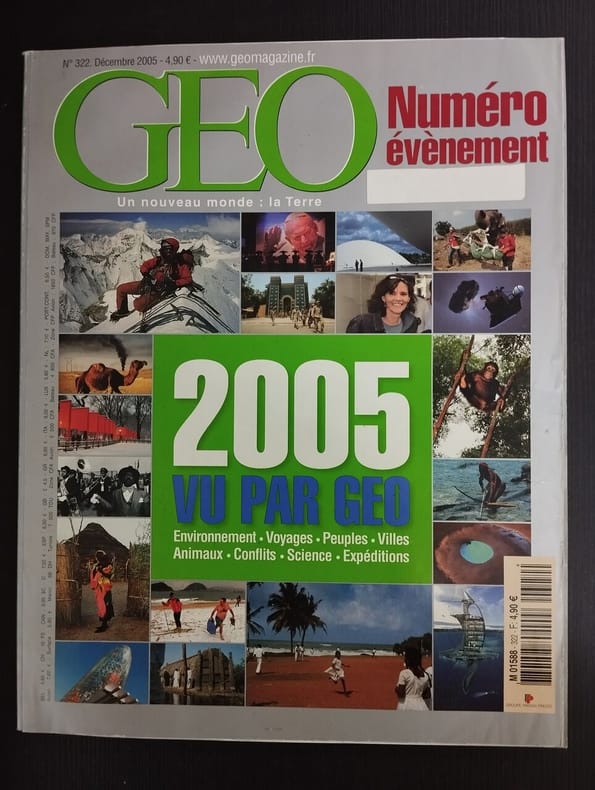 N° 322. Décembre 2005 - 4,90 € - www.geomagazine.fr
GEO
Numéro
évènement
Un nouveau monde : la Terre
2005
VU PAR GEO
Environnement • Voyages • Peuples • Villes
Animaux • Conflits • Science • Expéditions
M 01588 - 322 - F: 4,90 €